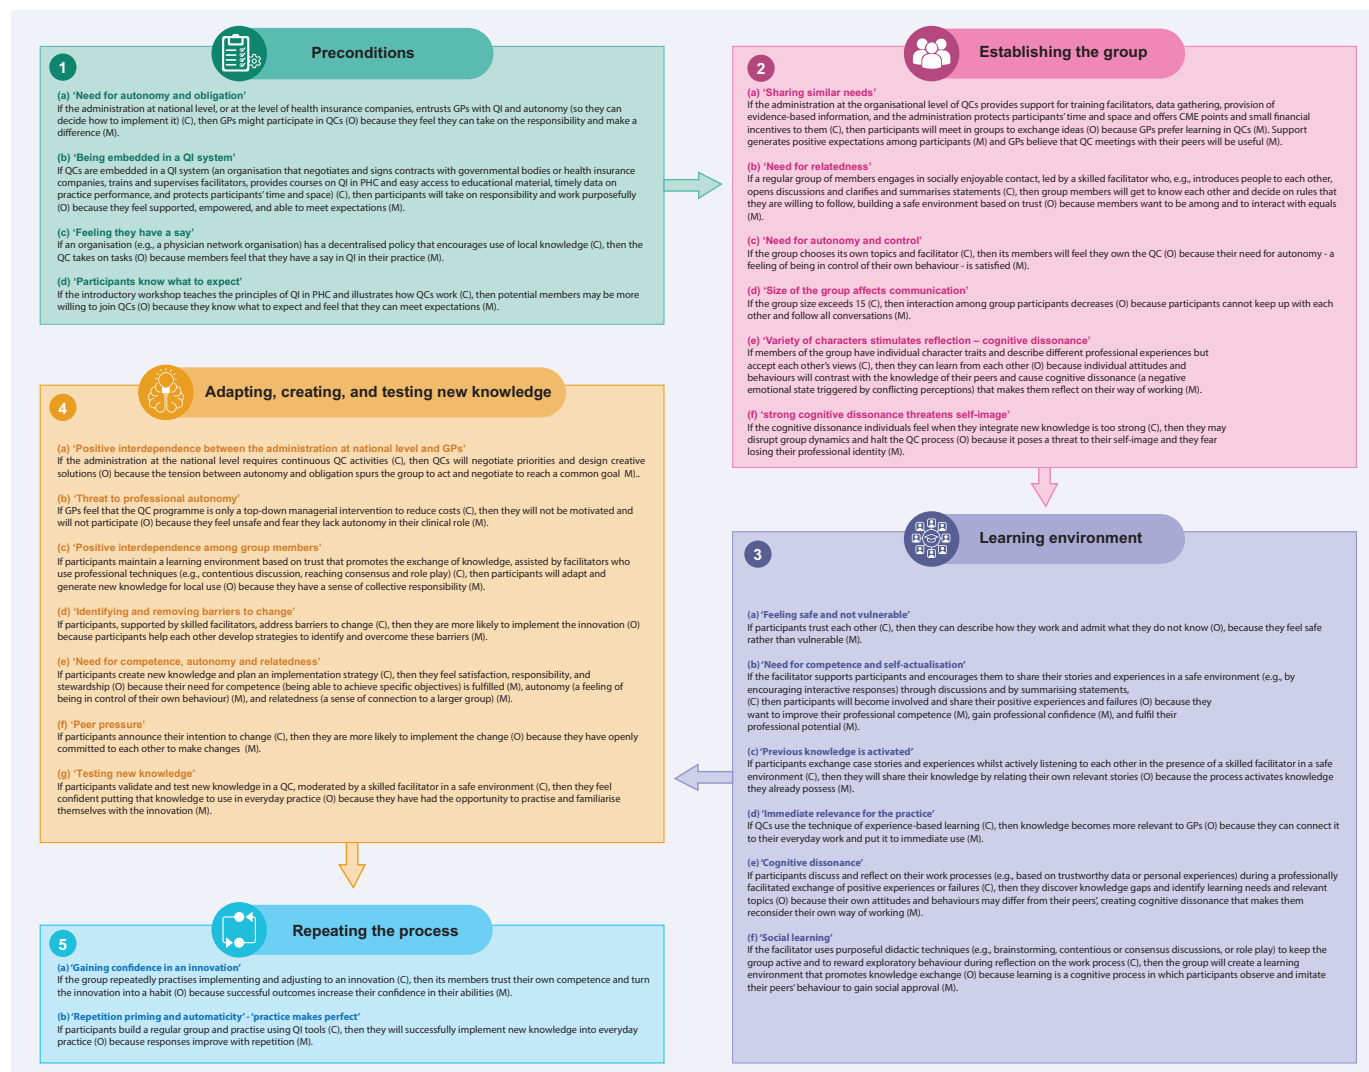 1
Preconditions
(a) ‘Need for autonomy and obligation’
If the administration at national level, or at the level of health insurance companies, entrusts GPs with QI and autonomy (so they can
decide how to implement it) (C), then GPs might participate in QCs (O) because they feel they can take on the responsibility and make a
difference (M).
(b) ‘Being embedded in a QI system’
If QCs are embedded in a QI system (an organisation that negotiates and signs contracts with governmental bodies or health insurance
companies, trains and supervises facilitators, provides courses on QI in PHC and easy access to educational material, timely data on
practice performance, and protects participants’ time and space) (C), then participants will take on responsibility and work purposefully
(O) because they feel supported, empowered, and able to meet expectations (M).
(c) ‘Feeling they have a say’
If an organisation (e.g., a physician network organisation) has a decentralised policy that encourages use of local knowledge (C), then the
QC takes on tasks (O) because members feel that they have a say in QI in their practice (M).
(d) ‘Participants know what to expect’
If the introductory workshop teaches the principles of QI in PHC and illustrates how QCs work (C), then potential members may be more
willing to join QCs (O) because they know what to expect and feel that they can meet expectations (M).
2
Establishing the group
(a) ‘Sharing similar needs’
If the administration at the organisational level of QCs provides support for training facilitators, data gathering, provision of
evidence-based information, and the administration protects participants’ time and space and offers CME points and small financial
incentives to them (C), then participants will meet in groups to exchange ideas (O) because GPs prefer learning in QCs (M). Support
generates positive expectations among participants (M) and GPs believe that QC meetings with their peers will be useful (M).
(b) ‘Need for relatedness’
If a regular group of members engages in socially enjoyable contact, led by a skilled facilitator who, e.g., introduces people to each other,
opens discussions and clarifies and summarises statements (C), then group members will get to know each other and decide on rules that
they are willing to follow, building a safe environment based on trust (O) because members want to be among and to interact with equals
(M).
(c) ‘Need for autonomy and control’
If the group chooses its own topics and facilitator (C), then its members will feel they own the QC (O) because their need for autonomy - a
feeling of being in control of their own behaviour - is satisfied (M).
(d) ‘Size of the group affects communication’
If the group size exceeds 15 (C), then interaction among group participants decreases (O) because participants cannot keep up with each
other and follow all conversations (M).
(e) ‘Variety of characters stimulates reflection – cognitive dissonance’
If members of the group have individual character traits and describe different professional experiences but
accept each other’s views (C), then they can learn from each other (O) because individual attitudes and
behaviours will contrast with the knowledge of their peers and cause cognitive dissonance (a negative
emotional state triggered by conflicting perceptions) that makes them reflect on their way of working (M).
(f) ‘strong cognitive dissonance threatens self-image’
If the cognitive dissonance individuals feel when they integrate new knowledge is too strong (C), then they may
disrupt group dynamics and halt the QC process (O) because it poses a threat to their self-image and they fear
losing their professional identity (M).
3
Learning environment
(a) ‘Feeling safe and not vulnerable’
If participants trust each other (C), then they can describe how they work and admit what they do not know (O), because they feel safe
rather than vulnerable (M).
(b) ‘Need for competence and self-actualisation’
If the facilitator supports participants and encourages them to share their stories and experiences in a safe environment (e.g., by
encouraging interactive responses) through discussions and by summarising statements,
(C) then participants will become involved and share their positive experiences and failures (O) because they
want to improve their professional competence (M), gain professional confidence (M), and fulfil their
professional potential (M).
(c) ‘Previous knowledge is activated’
If participants exchange case stories and experiences whilst actively listening to each other in the presence of a skilled facilitator in a safe
environment (C), then they will share their knowledge by relating their own relevant stories (O) because the process activates knowledge
they already possess (M).
(d) ‘Immediate relevance for the practice’
If QCs use the technique of experience-based learning (C), then knowledge becomes more relevant to GPs (O) because they can connect it
to their everyday work and put it to immediate use (M).
(e) ‘Cognitive dissonance’
If participants discuss and reflect on their work processes (e.g., based on trustworthy data or personal experiences) during a professionally
facilitated exchange of positive experiences or failures (C), then they discover knowledge gaps and identify learning needs and relevant
topics (O) because their own attitudes and behaviours may differ from their peers’, creating cognitive dissonance that makes them
reconsider their own way of working (M).
(f) ‘Social learning’
If the facilitator uses purposeful didactic techniques (e.g., brainstorming, contentious or consensus discussions, or role play) to keep the
group active and to reward exploratory behaviour during reflection on the work process (C), then the group will create a learning
environment that promotes knowledge exchange (O) because learning is a cognitive process in which participants observe and imitate
their peers’ behaviour to gain social approval (M).
4
Adapting, creating, and testing new knowledge
(a) ‘Positive interdependence between the administration at national level and GPs’
If the administration at the national level requires continuous QC activities (C), then QCs will negotiate priorities and design creative
solutions (O) because the tension between autonomy and obligation spurs the group to act and negotiate to reach a common goal M)..
(b) ‘Threat to professional autonomy’
If GPs feel that the QC programme is only a top-down managerial intervention to reduce costs (C), then they will not be motivated and
will not participate (O) because they feel unsafe and fear they lack autonomy in their clinical role (M).
(c) ‘Positive interdependence among group members’
If participants maintain a learning environment based on trust that promotes the exchange of knowledge, assisted by facilitators who
use professional techniques (e.g., contentious discussion, reaching consensus and role play) (C), then participants will adapt and
generate new knowledge for local use (O) because they have a sense of collective responsibility (M).
(d) ‘Identifying and removing barriers to change’
If participants, supported by skilled facilitators, address barriers to change (C), then they are more likely to implement the innovation (O)
because participants help each other develop strategies to identify and overcome these barriers (M).
(e) ‘Need for competence, autonomy and relatedness’
If participants create new knowledge and plan an implementation strategy (C), then they feel satisfaction, responsibility, and
stewardship (O) because their need for competence (being able to achieve specific objectives) is fulfilled (M), autonomy (a feeling of
being in control of their own behaviour) (M), and relatedness (a sense of connection to a larger group) (M).
(f) ‘Peer pressure’
If participants announce their intention to change (C), then they are more likely to implement the change (O) because they have openly
committed to each other to make changes (M).
(g) ‘Testing new knowledge’
If participants validate and test new knowledge in a QC, moderated by a skilled facilitator in a safe environment (C), then they feel
confident putting that knowledge to use in everyday practice (O) because they have had the opportunity to practise and familiarise
themselves with the innovation (M).
5
Repeating the process
(a) ‘Gaining confidence in an innovation’
If the group repeatedly practises implementing and adjusting to an innovation (C), then its members trust their own competence and turn
the innovation into a habit (O) because successful outcomes increase their confidence in their abilities (M).
(b) ‘Repetition priming and automaticity’ - ‘practice makes perfect’
If participants build a regular group and practise using QI tools (C), then they will successfully implement new knowledge into everyday
practice (O) because responses improve with repetition (M).